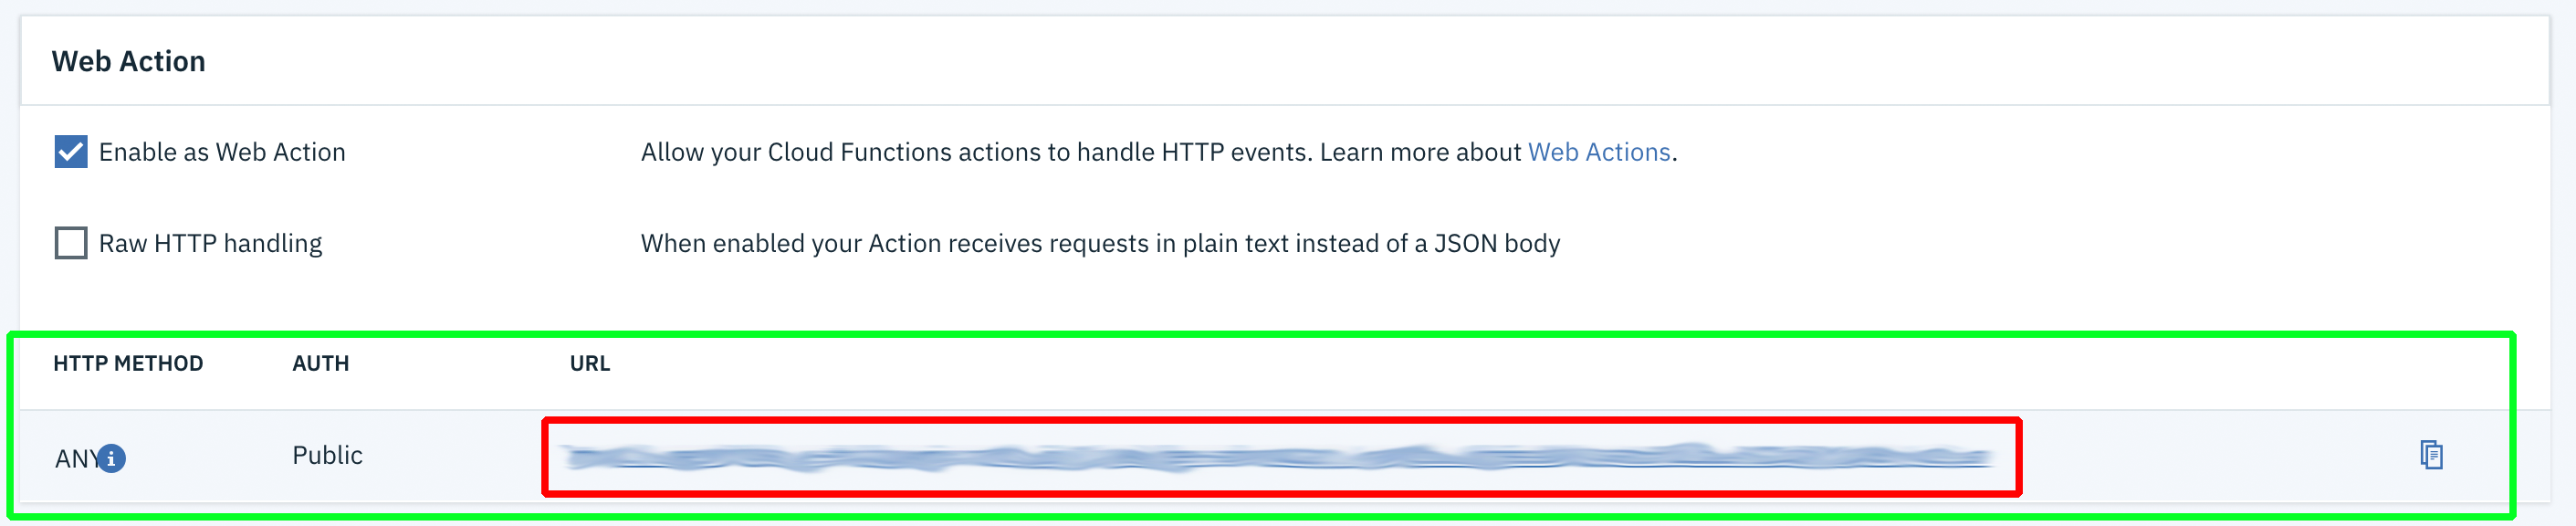 Web Action
Enable as Web Action
Allow your Cloud Functions actions to handle HTTP events. Learn more about Web Actions.
Raw HTTP handling
When enabled your Action receives requests in plain text instead of a JSON body
HTTP METHOD AUTH URL
ANY Public